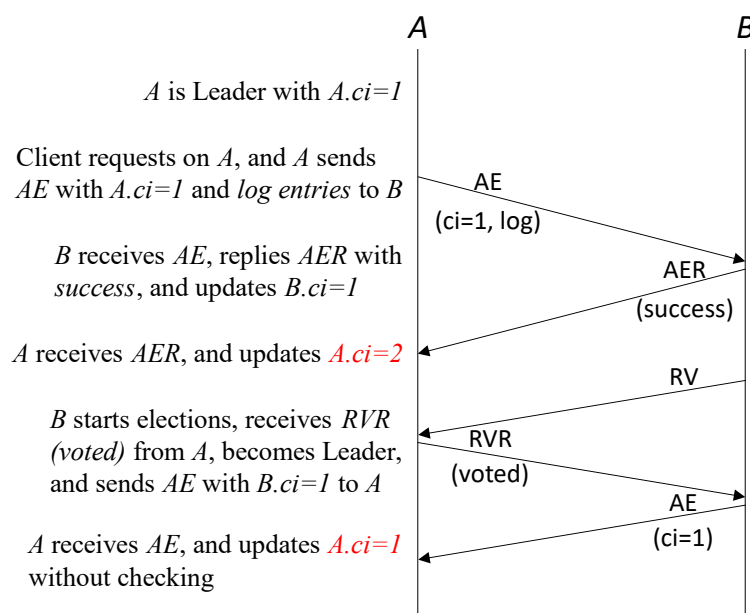 A B
A is Leader with A.ci=1
Client requests on A, and A sends
AE with A.ci=1 and log entries to B
AE
(ci=1, log)
B receives AE, replies AER with
success, and updates B.ci=1
AER
(success)
A receives AER, and updates A.ci=2
RV
B starts elections, receives RVR
(voted) from A, becomes Leader,
and sends AE with B.ci=1 to A
RVR
(voted)
AE
(ci=1)
A receives AE, and updates A.ci=1
without checking